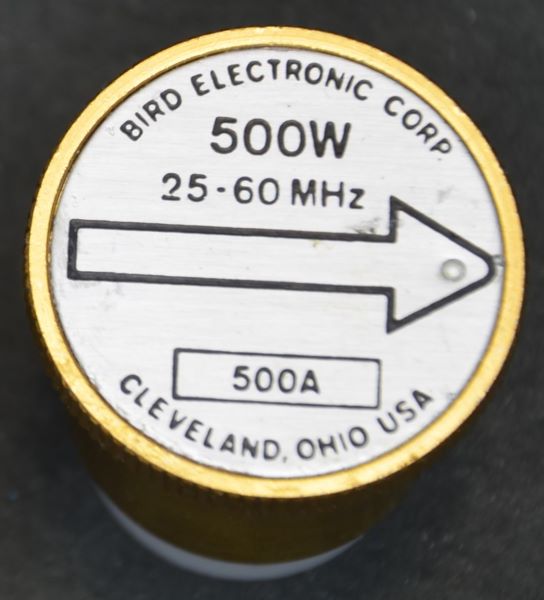 BIRD ELECTRONIC CORP.
500W
25-60 MHz
500A
CLEVELAND, OHIO USA